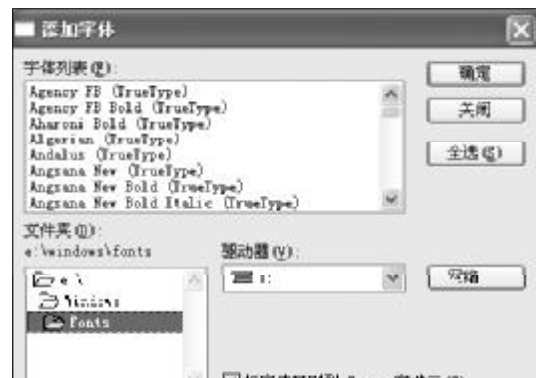 添加字体
字体列表(F):
Agency FB (TrueType)
Agency FB Bold (TrueType)
Aharoni Bold (TrueType)
Algerian (TrueType)
Andalus (TrueType)
Angsana New (TrueType)
Angsana New Bold (TrueType)
Angsana New Bold Italic (TrueType)
确定
关闭
全选(S)
文件夹(D):
e:\windows\fonts
e:\
Windows
Fonts
驱动器(V):
网络